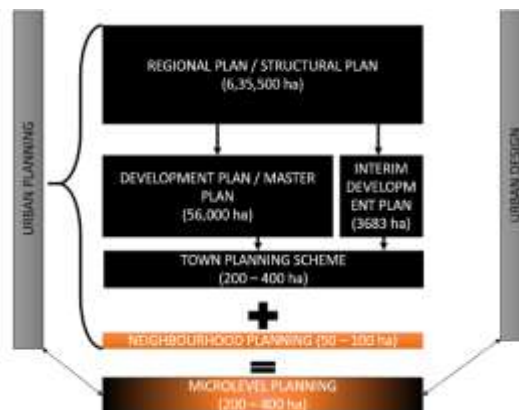 URBAN PLANNING
REGIONAL PLAN / STRUCTURAL PLAN
(6,35,500 ha)
DEVELOPMENT PLAN / MASTER
PLAN
(56,000 ha)
INTERIM
DEVELOPM
ENT PLAN
(3683 ha)
TOWN PLANNING SCHEME
(200 – 400 ha)
+
NEIGHBOURHOOD PLANNING (50 – 100 ha)
=
MICROLEVEL PLANNING
(200 – 400 ha)
URBAN DESIGN